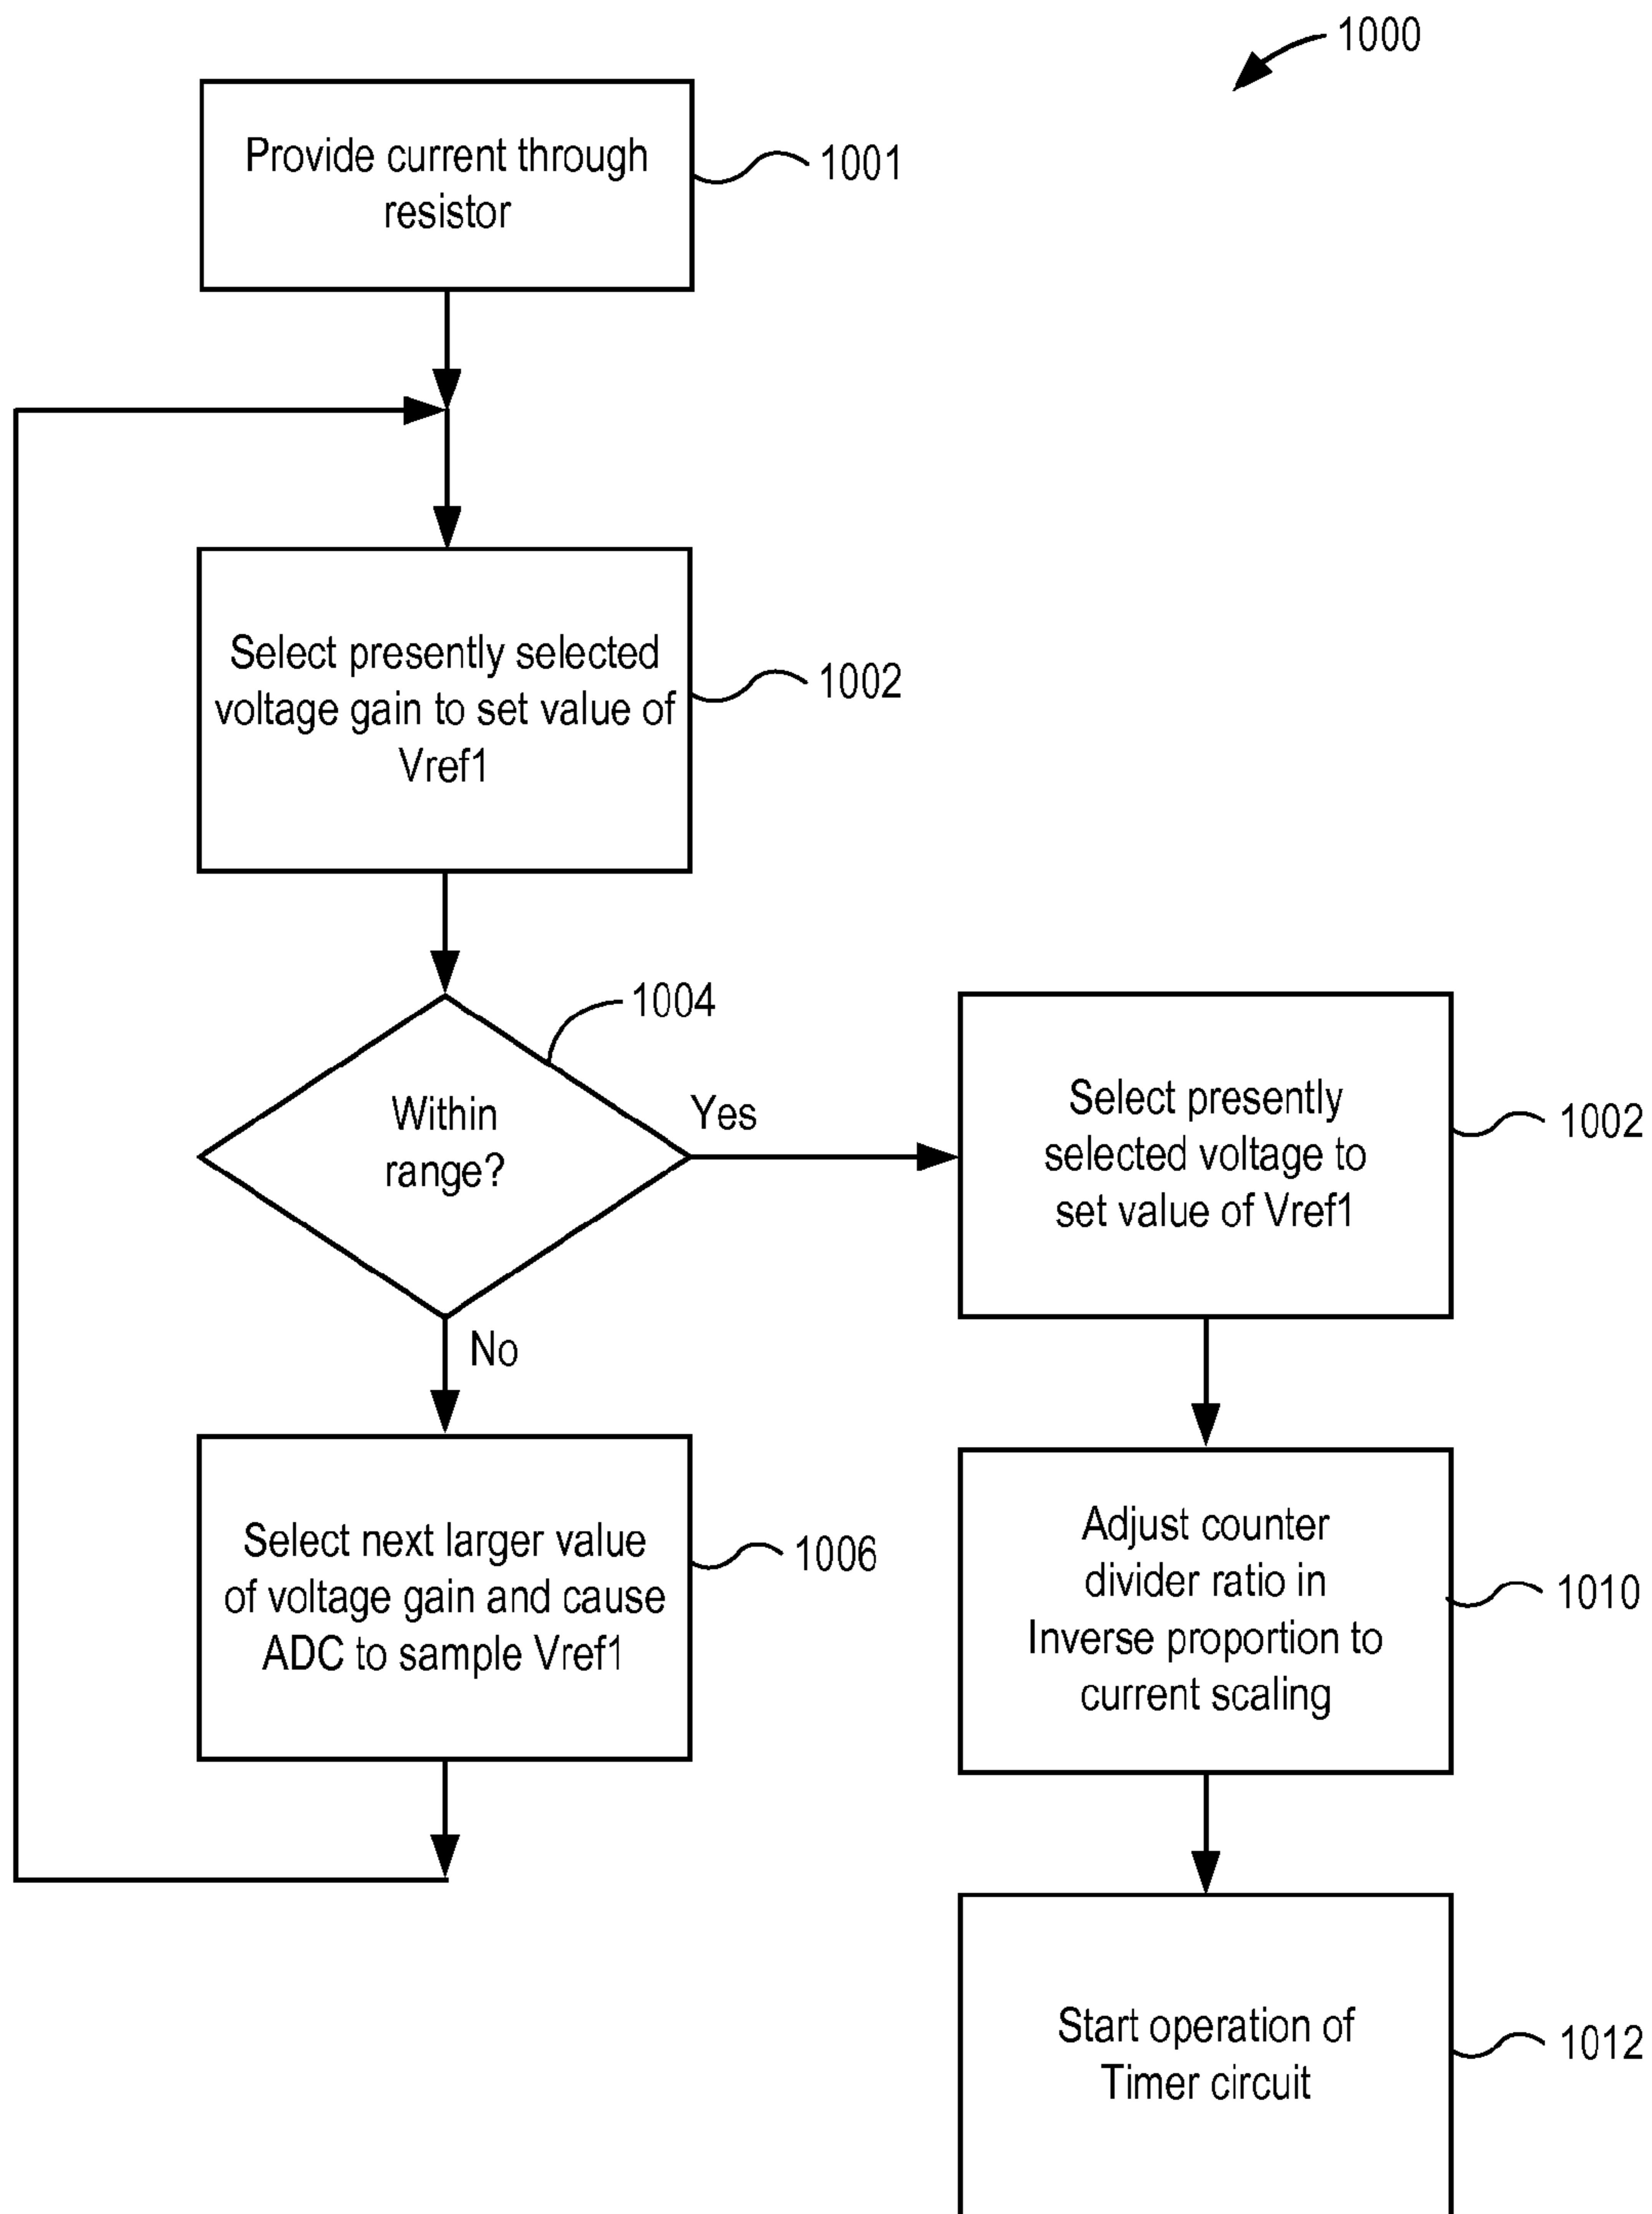 1000
Provide current through
resistor
1001
Select presently selected
voltage gain to set value of
Vref1
1002
Within
range?
1004
Yes
No
Select next larger value
of voltage gain and cause
ADC to sample Vref1
1006
Select presently
selected voltage to
set value of Vref1
1002
Adjust counter
divider ratio in
Inverse proportion to
current scaling
1010
Start operation of
Timer circuit
1012